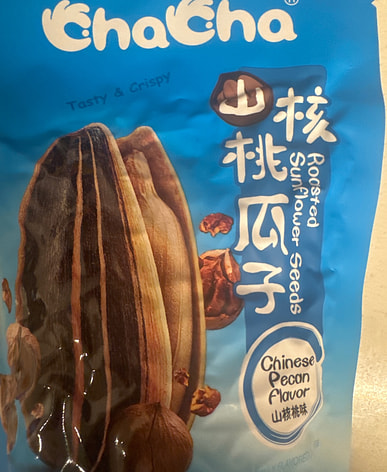 ChaCha®
Tasty & Crispy
山核
桃瓜子
Roasted
Sunflower Seeds
Chinese
Pecan
Flavor
山核桃味